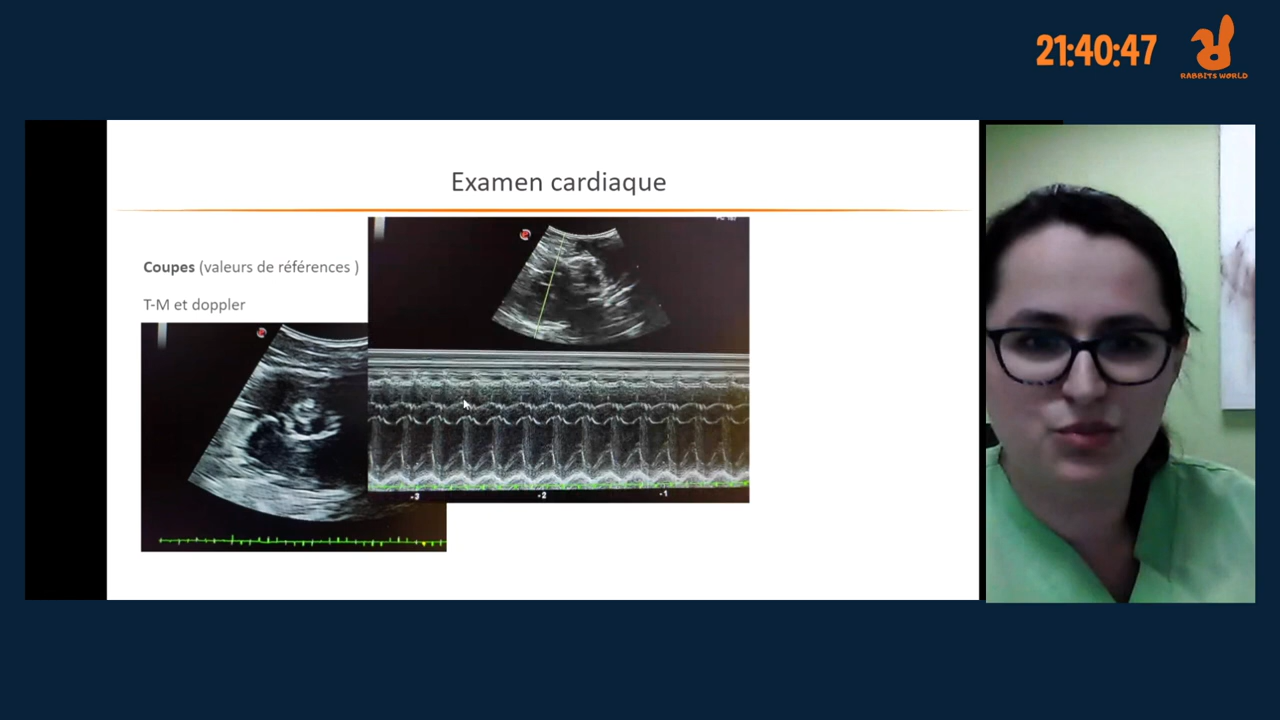 21:40:47
RABBITS WORLD
Examen cardiaque
Coupes (valeurs de références )
T-M et doppler
-3
-2
-1